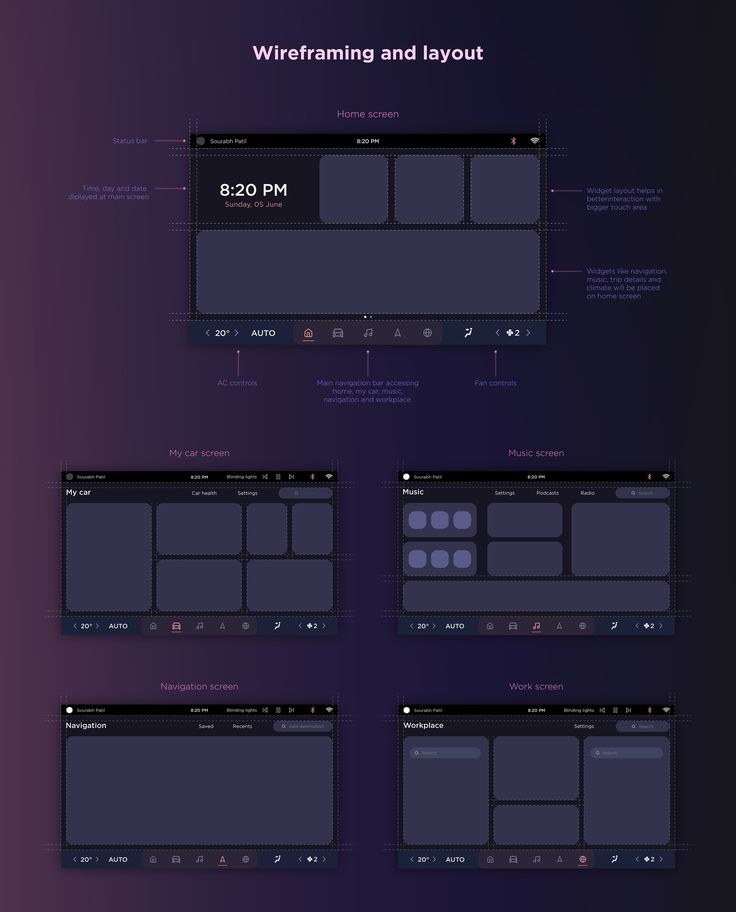 Wireframing and layout
Home screen
Status bar
Sourabh Patil
8:20 PM
Time, day and date
diplayed at main screen
8:20 PM
Sunday, 05 June
Widget layout helps in
betterinteraction with
bigger touch area
Widgets like navigation,
music, trip details and
climate will be placed
on home screen
20°
AUTO
2
AC controls
Main navigation bar accessing
home, my car, music,
navigation and workplace
Fan controls
My car screen
Sourabh Patil
8:20 PM
Blinding lights
My car
Car health
Settings
20°
AUTO
2
Music screen
Sourabh Patil
8:20 PM
Music
Settings
Podcasts
Radio
Search
20°
AUTO
2
Navigation screen
Sourabh Patil
8:20 PM
Blinding lights
Navigation
Saved
Recents
Add destination
20°
AUTO
2
Work screen
Sourabh Patil
8:20 PM
Blinding lights
Workplace
Settings
Search
Search
Search
20°
AUTO
2